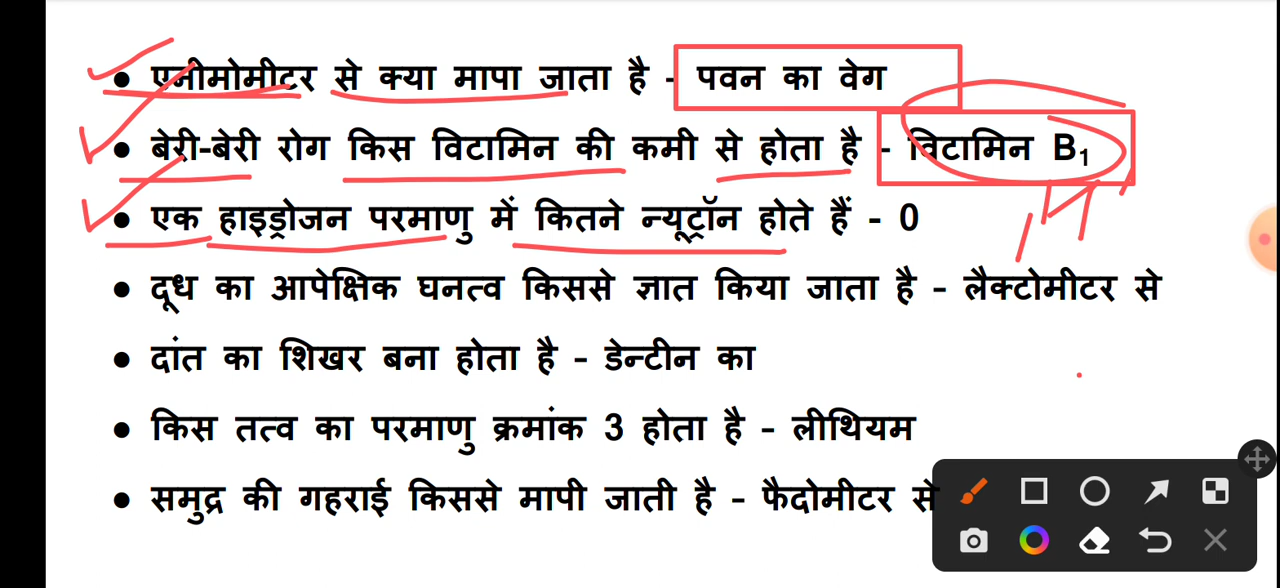 • एनीमोमीटर से क्या मापा जाता है - पवन का वेग
• बेरी-बेरी रोग किस विटामिन की कमी से होता है - विटामिन B₁
• एक हाइड्रोजन परमाणु में कितने न्यूट्रॉन होते हैं - 0
• दूध का आपेक्षिक घनत्व किससे ज्ञात किया जाता है - लैक्टोमीटर से
• दांत का शिखर बना होता है - डेन्टीन का
• किस तत्व का परमाणु क्रमांक 3 होता है - लीथियम
• समुद्र की गहराई किससे मापी जाती है - फैदोमीटर से